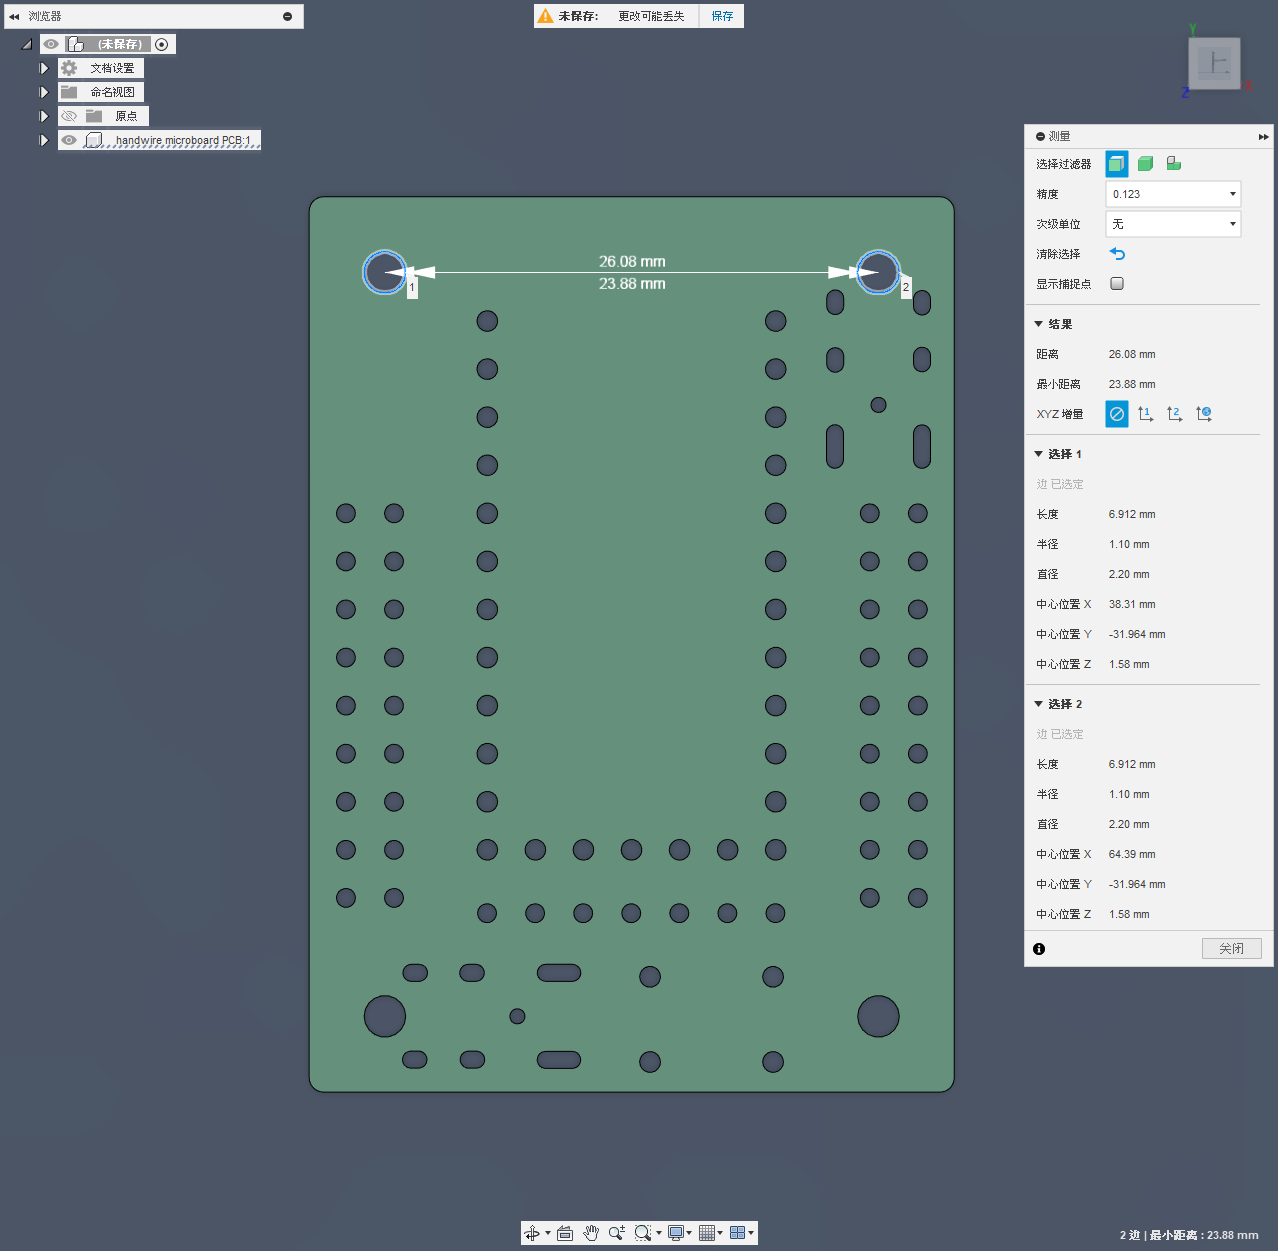 浏览器
(未保存)
文档设置
命名视图
原点
handwire microboard PCB:1
未保存: 更改可能丢失 保存
Y
Z
X
上
26.08 mm
23.88 mm
1
2
测量
选择过滤器
精度 0.123
次级单位 无
清除选择
显示捕捉点
结果
距离 26.08 mm
最小距离 23.88 mm
XYZ 增量 1 2
选择 1
边 已选定
长度 6.912 mm
半径 1.10 mm
直径 2.20 mm
中心位置 X 38.31 mm
中心位置 Y -31.964 mm
中心位置 Z 1.58 mm
选择 2
边 已选定
长度 6.912 mm
半径 1.10 mm
直径 2.20 mm
中心位置 X 64.39 mm
中心位置 Y -31.964 mm
中心位置 Z 1.58 mm
关闭
2 边 | 最小距离 : 23.88 mm